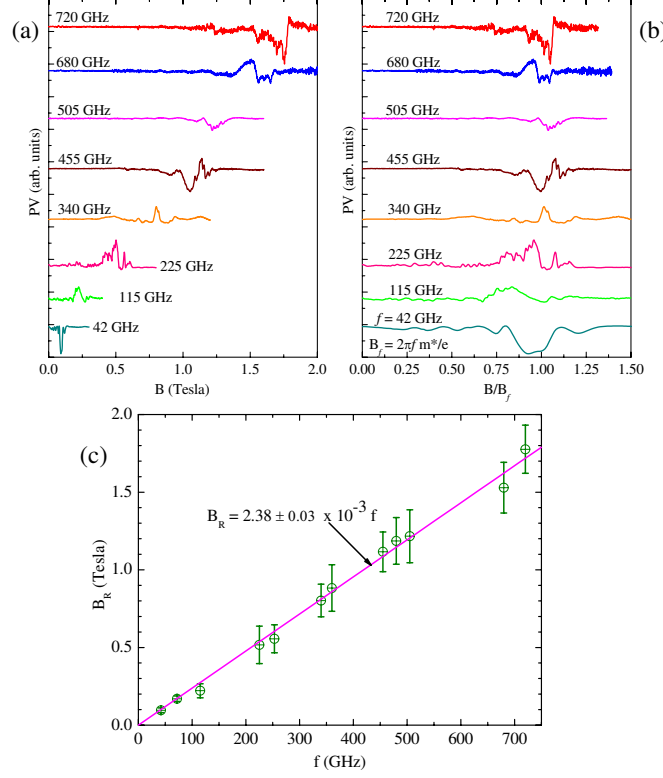 (a)
720 GHz
680 GHz
505 GHz
455 GHz
340 GHz
225 GHz
115 GHz
42 GHz
PV (arb. units)
0.0 0.5 1.0 1.5 2.0
B (Tesla)
(b)
720 GHz
680 GHz
505 GHz
455 GHz
340 GHz
225 GHz
115 GHz
f = 42 GHz
B_f = 2πf m*/e
PV (arb. units)
0.00 0.25 0.50 0.75 1.00 1.25 1.50
B/B_f
(c)
2.0
1.5
1.0
0.5
0.0
B_R (Tesla)
B_R = 2.38 ± 0.03 x 10^-3 f
0 100 200 300 400 500 600 700
f (GHz)